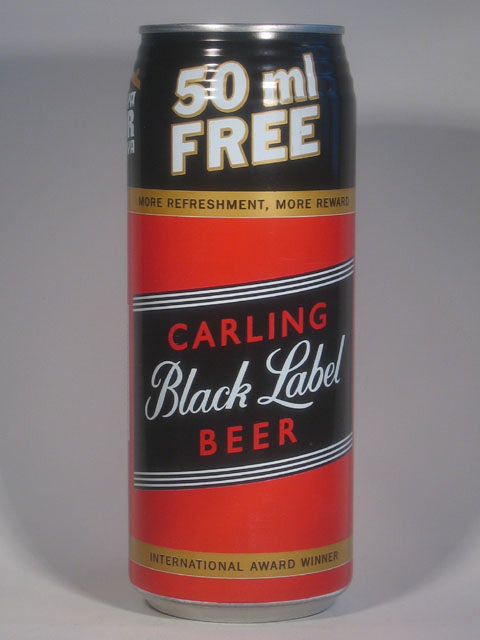 50 ml
FREE
MORE REFRESHMENT, MORE REWARD
CARLING
Black Label
BEER
INTERNATIONAL AWARD WINNER